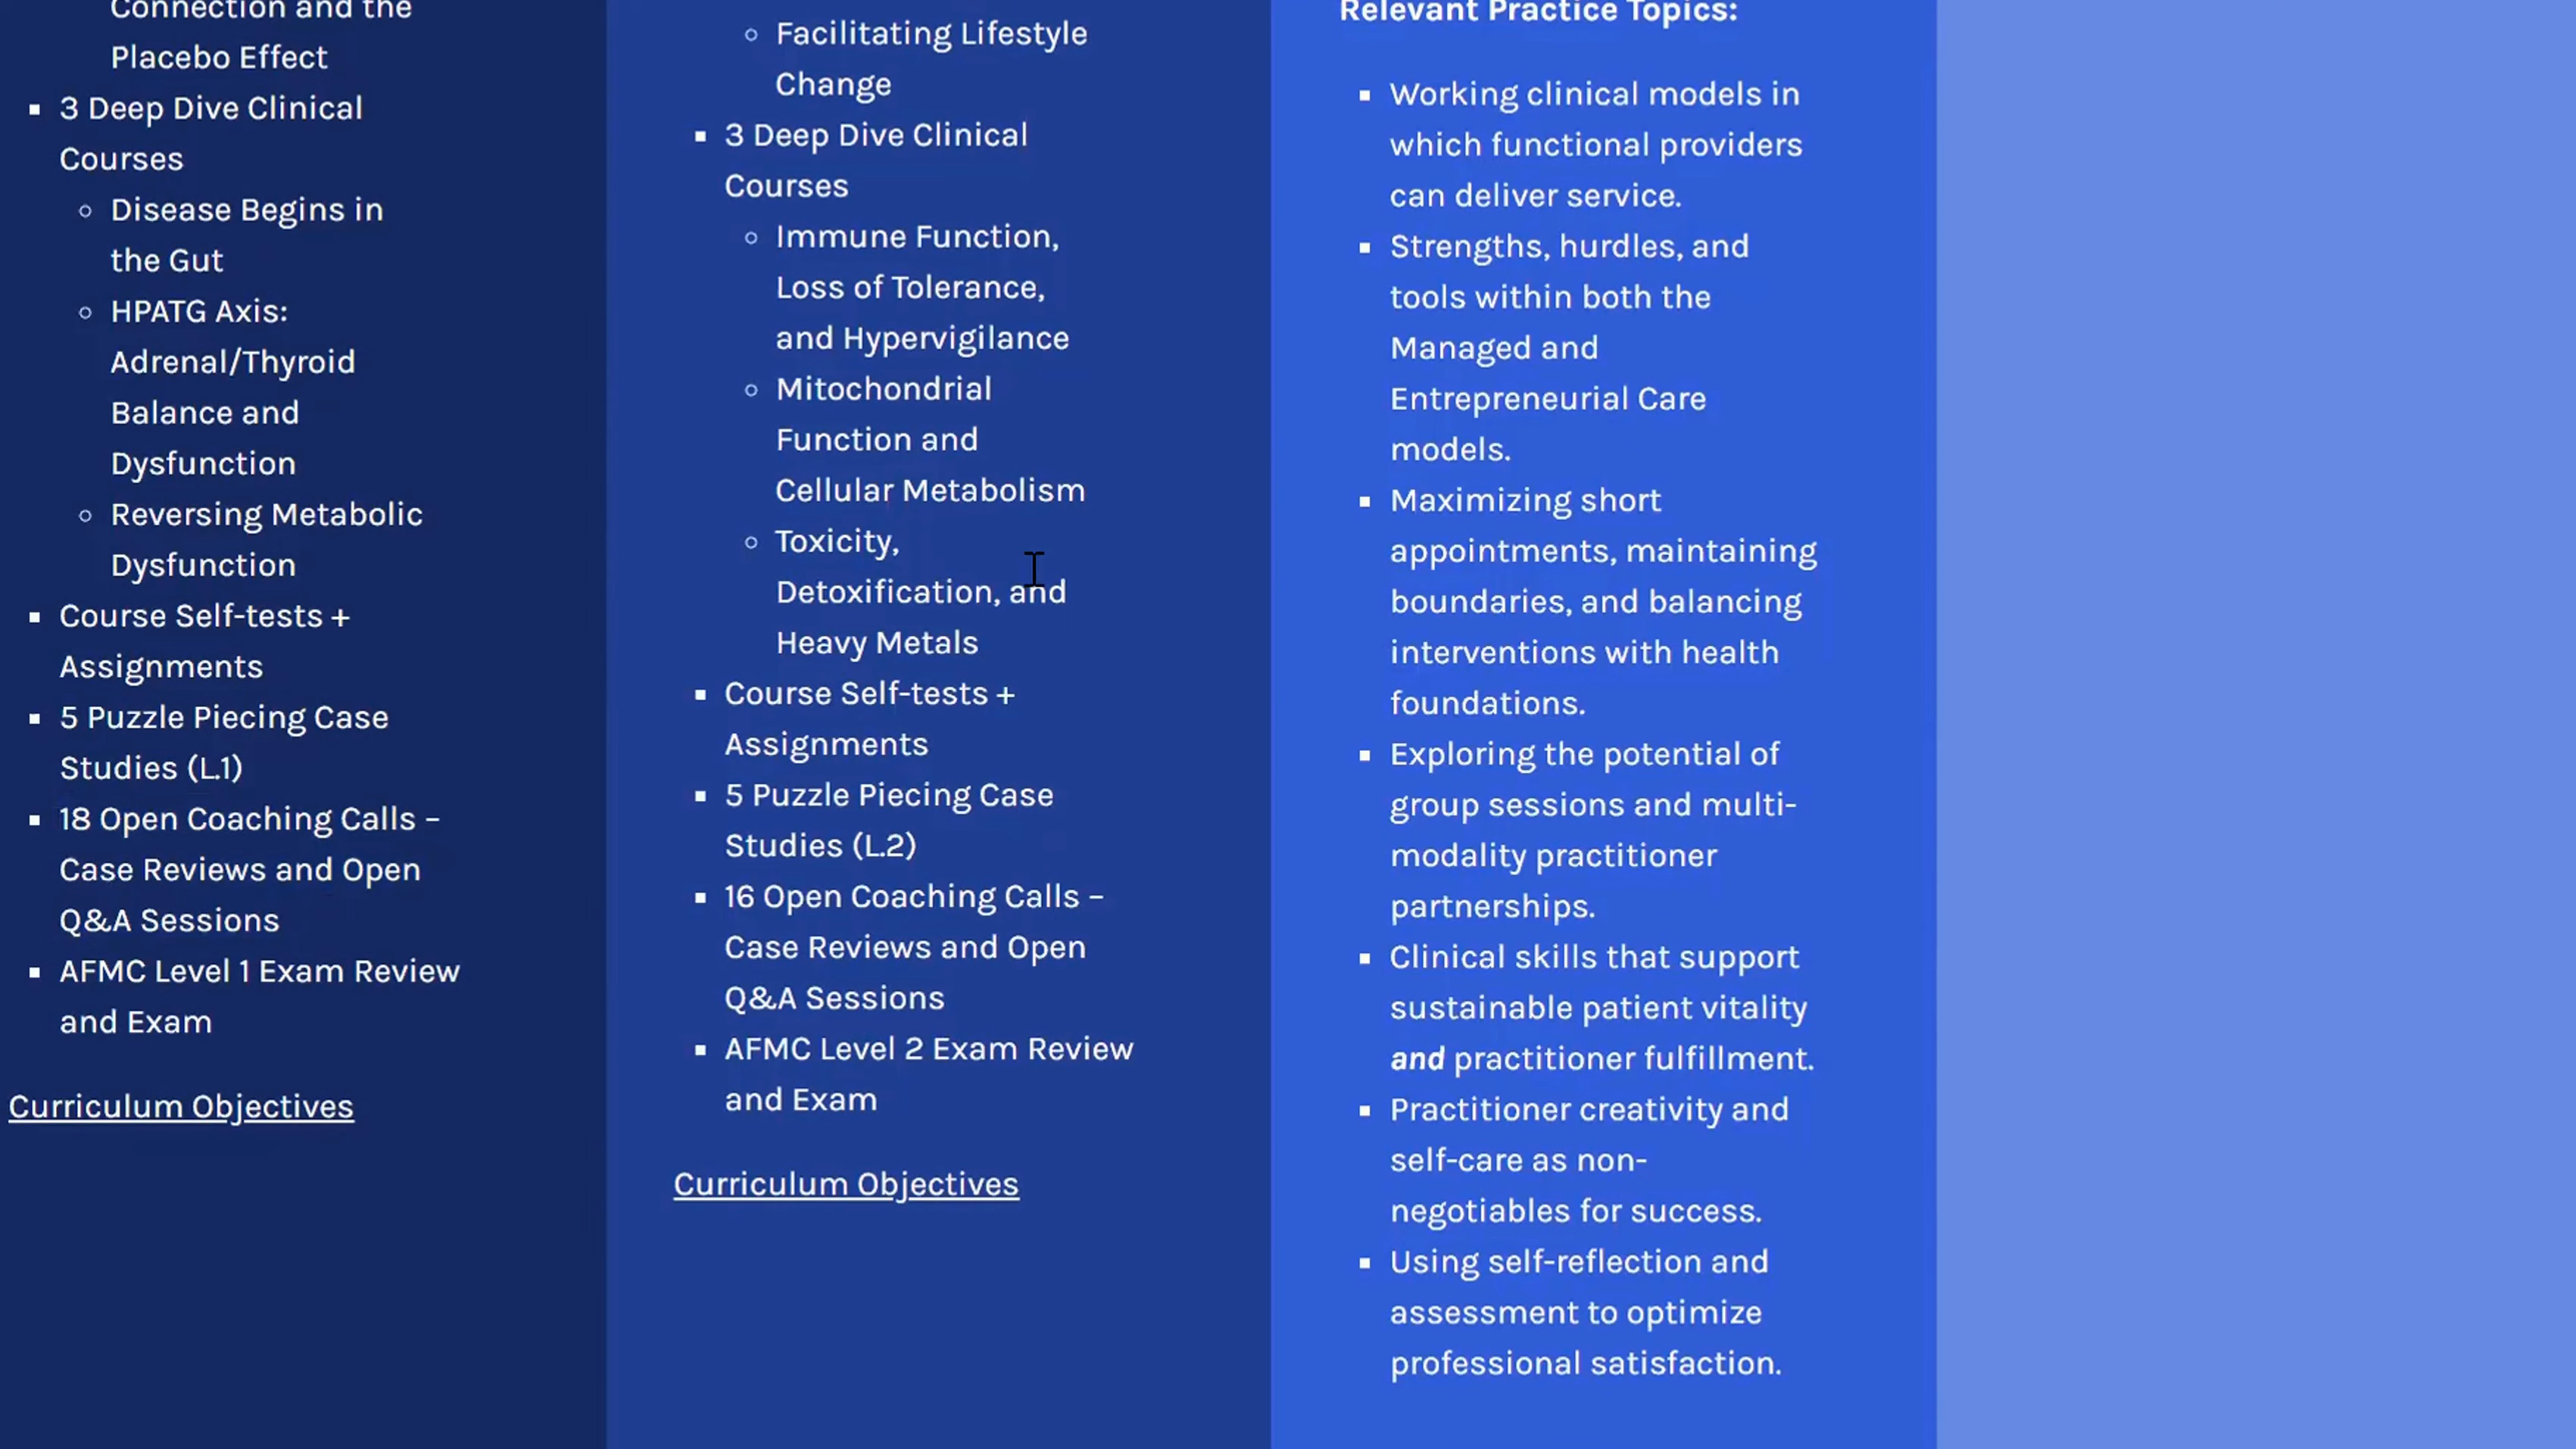 Connection and the
Placebo Effect
3 Deep Dive Clinical
Courses
Disease Begins in
the Gut
HPATG Axis:
Adrenal/Thyroid
Balance and
Dysfunction
Reversing Metabolic
Dysfunction
Course Self-tests +
Assignments
5 Puzzle Piecing Case
Studies (L.1)
18 Open Coaching Calls –
Case Reviews and Open
Q&A Sessions
AFMC Level 1 Exam Review
and Exam
Curriculum Objectives
Facilitating Lifestyle
Change
3 Deep Dive Clinical
Courses
Immune Function,
Loss of Tolerance,
and Hypervigilance
Mitochondrial
Function and
Cellular Metabolism
Toxicity,
Detoxification, and
Heavy Metals
Course Self-tests +
Assignments
5 Puzzle Piecing Case
Studies (L.2)
16 Open Coaching Calls –
Case Reviews and Open
Q&A Sessions
AFMC Level 2 Exam Review
and Exam
Curriculum Objectives
Relevant Practice Topics:
Working clinical models in
which functional providers
can deliver service.
Strengths, hurdles, and
tools within both the
Managed and
Entrepreneurial Care
models.
Maximizing short
appointments, maintaining
boundaries, and balancing
interventions with health
foundations.
Exploring the potential of
group sessions and multi-
modality practitioner
partnerships.
Clinical skills that support
sustainable patient vitality
and practitioner fulfillment.
Practitioner creativity and
self-care as non-
negotiables for success.
Using self-reflection and
assessment to optimize
professional satisfaction.